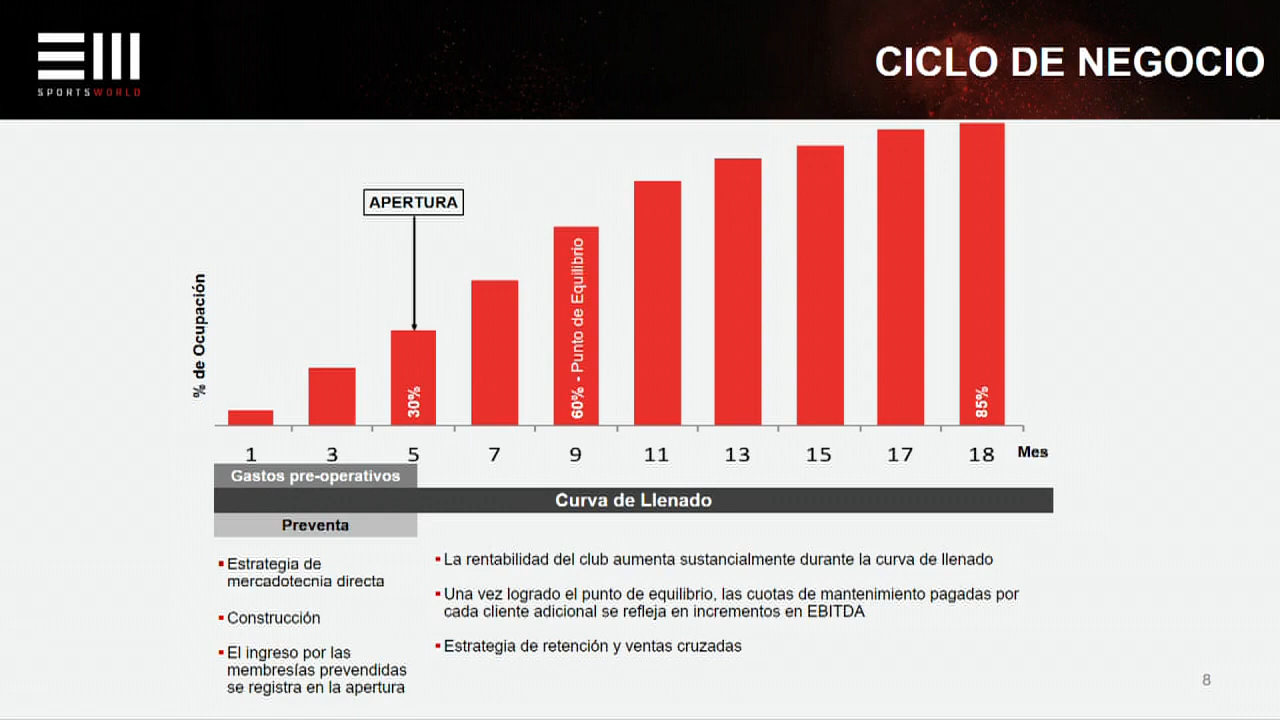 SPORTSWORLD
CICLO DE NEGOCIO
APERTURA
% de Ocupación
30%
60% - Punto de Equilibrio
85%
1 3 5 7 9 11 13 15 17 18 Mes
Gastos pre-operativos
Curva de Llenado
Preventa
▪ Estrategia de
mercadotecnia directa
▪ Construcción
▪ El ingreso por las
membresías prevendidas
se registra en la apertura
▪ La rentabilidad del club aumenta sustancialmente durante la curva de llenado
▪ Una vez logrado el punto de equilibrio, las cuotas de mantenimiento pagadas por
cada cliente adicional se refleja en incrementos en EBITDA
▪ Estrategia de retención y ventas cruzadas
8